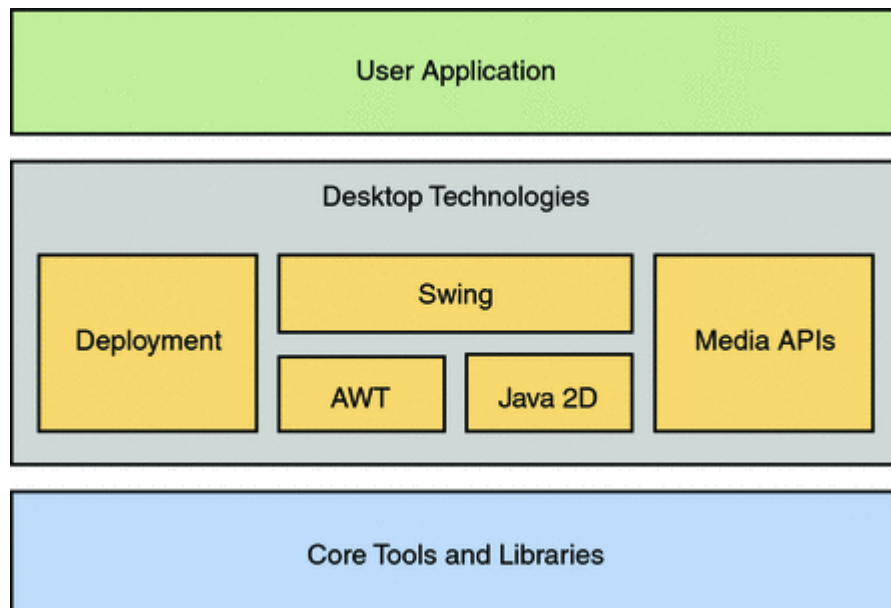 User Application
Desktop Technologies
Deployment
Swing
AWT
Java 2D
Media APIs
Core Tools and Libraries